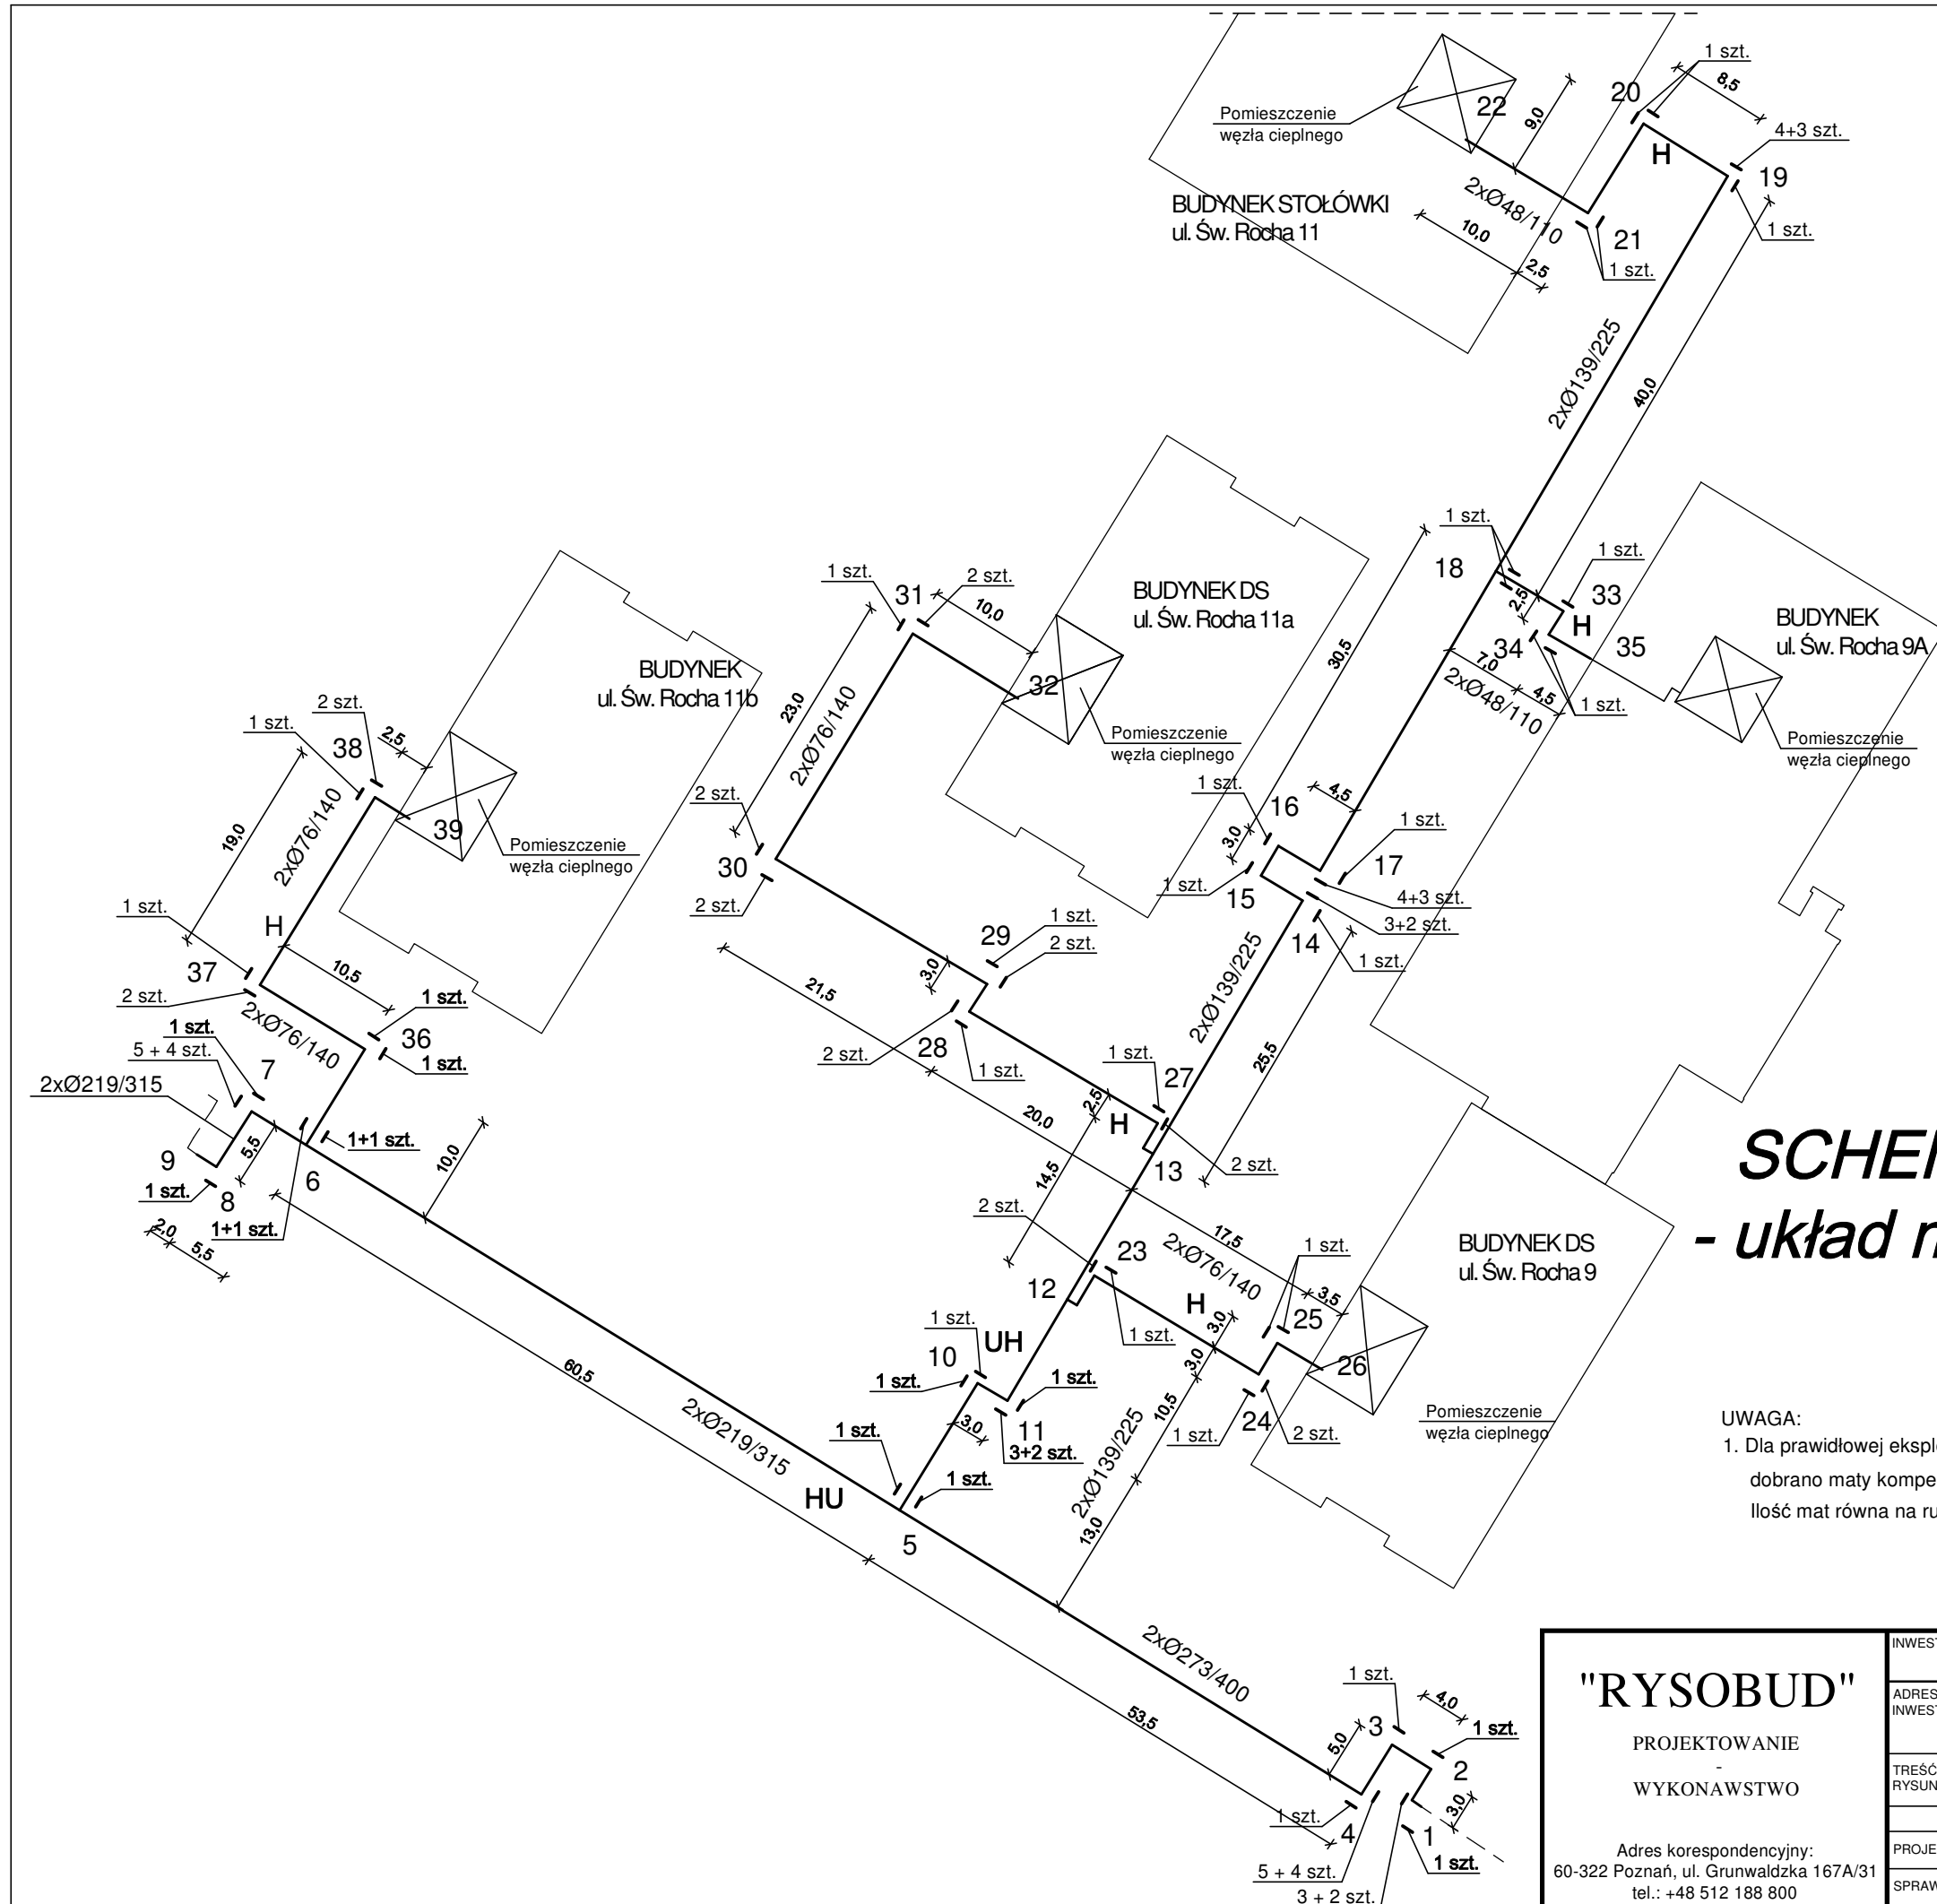 1 szt.
8,5
20
22
9,0
Pomieszczenie
węzła cieplnego
4+3 szt.
H
19
2xØ48/110
BUDYNEK STOŁÓWKI
ul. Św. Rocha 11
10,0
2,5
21
1 szt.
1 szt.
2xØ139/225
40,0
1 szt.
18
1 szt.
33
2,5
H
34
35
7,0
2xØ48/110
4,5
1 szt.
BUDYNEK
ul. Św. Rocha 9A
Pomieszczenie
węzła cieplnego
1 szt.
31
2 szt.
10,0
BUDYNEK DS
ul. Św. Rocha 11a
30,5
23,0
2xØ76/140
32
Pomieszczenie
węzła cieplnego
BUDYNEK
ul. Św. Rocha 11b
2 szt.
1 szt.
38
2,5
19,0
2xØ76/140
39
Pomieszczenie
węzła cieplnego
2 szt.
30
2 szt.
1 szt.
16
4,5
3,0
1 szt.
17
1 szt.
15
4+3 szt.
3+2 szt.
14
1 szt.
1 szt.
H
37
10,5
2 szt.
2xØ76/140
1 szt.
36
1 szt.
29
1 szt.
2 szt.
3,0
21,5
2 szt.
28
1 szt.
2xØ139/225
25,5
1 szt.
27
2,5
20,0
H
13
2 szt.
14,5
1 szt.
5 + 4 szt.
7
2xØ219/315
9
5,5
1 szt.
8
1+1 szt.
6
10,0
1+1 szt.
2,0
5,5
2 szt.
23
12
17,5
2xØ76/140
1 szt.
H
3,5
25
3,0
1 szt.
26
3,0
BUDYNEK DS
ul. Św. Rocha 9
1 szt.
UH
10
1 szt.
1 szt.
3,0
11
3+2 szt.
10,5
24
1 szt.
2 szt.
Pomieszczenie
węzła cieplnego
60,5
2xØ219/315
HU
1 szt.
1 szt.
5
2xØ139/225
13,0
SCHE
- układ
UWAGA:
1. Dla prawidłowej
dobrano maty
Ilość mat równa na
2xØ273/400
53,5
1 szt.
4,0
3
1 szt.
5,0
2
3,0
1 szt.
4
1
1 szt.
5 + 4 szt.
3 + 2 szt.
"RYSOBUD"
PROJEKTOWANIE
-
WYKONAWSTWO
Adres korespondencyjny:
60-322 Poznań, ul. Grunwaldzka 167A/31
tel.: +48 512 188 800
ADRES